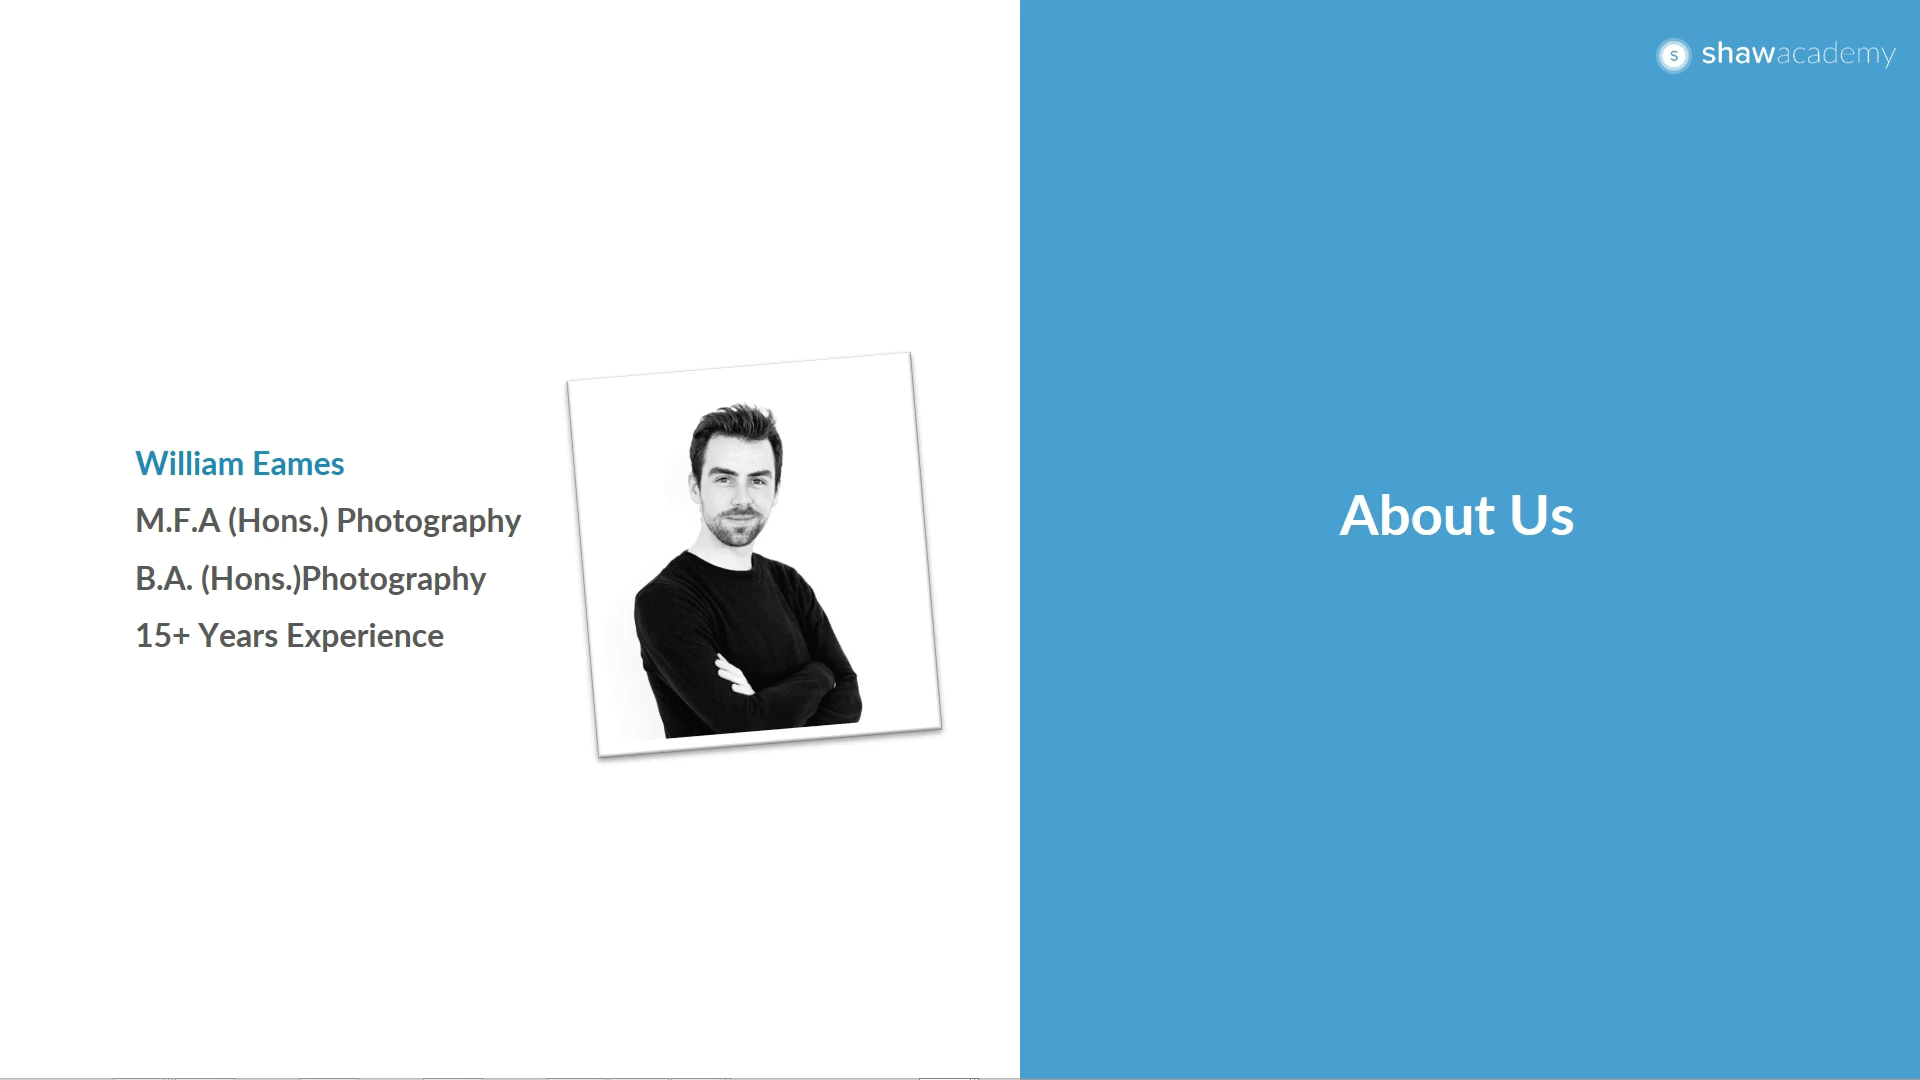 William Eames
M.F.A (Hons.) Photography
B.A. (Hons.)Photography
15+ Years Experience
s shawacademy
About Us